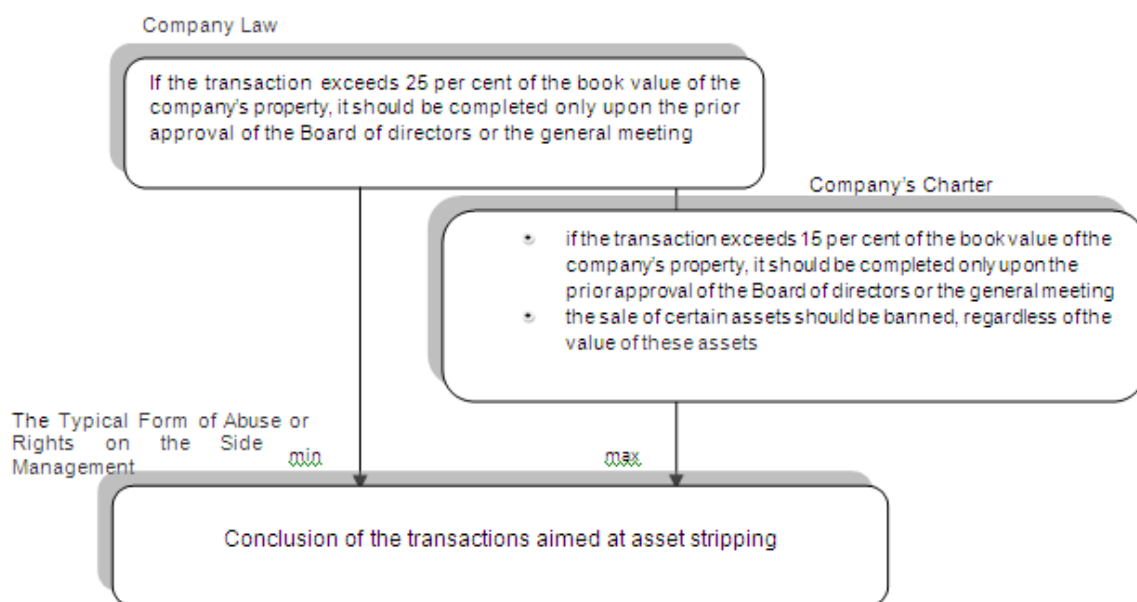 Company Law
If the transaction exceeds 25 per cent of the book value of the
company's property, it should be completed only upon the prior
approval of the Board of directors or the general meeting
Company's Charter
if the transaction exceeds 15 per cent of the book value of the
company's property, it should be completed only upon the
prior approval of the Board of directors or the general meeting
the sale of certain assets should be banned, regardless of the
value of these assets
The Typical Form of Abuse or
Rights on the Side
Management
min
max
Conclusion of the transactions aimed at asset stripping